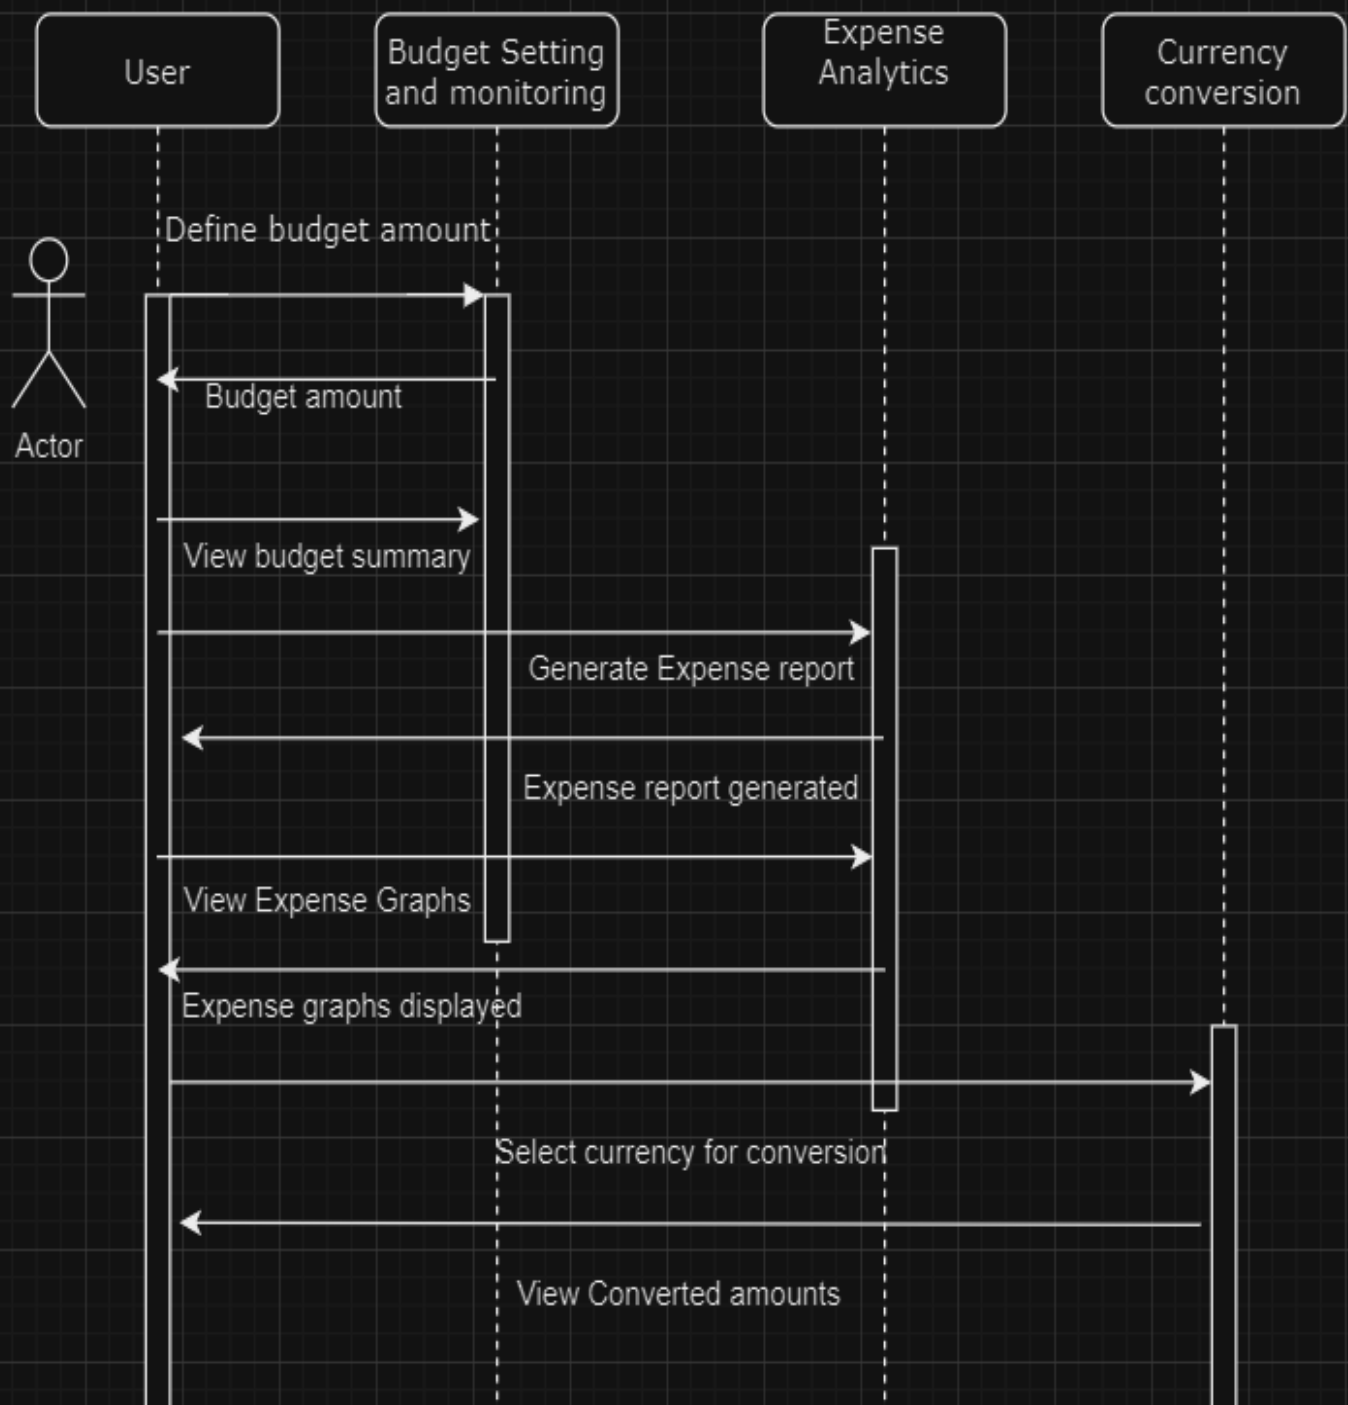 User
Budget Setting
and monitoring
Expense
Analytics
Currency
conversion
Define budget amount
Budget amount
Actor
View budget summary
Generate Expense report
Expense report generated
View Expense Graphs
Expense graphs displayed
Select currency for conversion
View Converted amounts